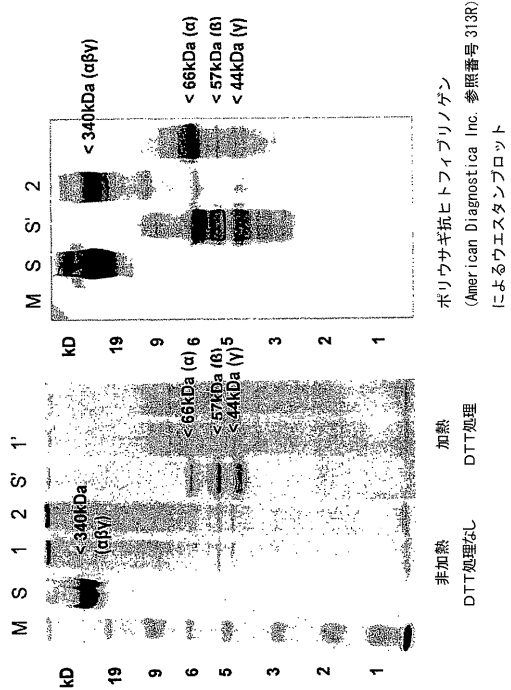 M S 1 2 S' 1'
kD
19
9
6
5
3
1
< 340kDa
(αβγ)
< 66kDa (α)
< 57kDa (ß)
< 44kDa (γ)
非加熱
DTT処理なし
加熱
DTT処理
M S S' 2
kD
19
9
6
5
3
1
< 340kDa (αβγ)
< 66kDa (α)
< 57kDa (ß)
< 44kDa (γ)
ポリウサギ抗ヒトフィブリノゲン
(American Diagnostica Inc. 参照番号 313R)
によるウエスタンブロット